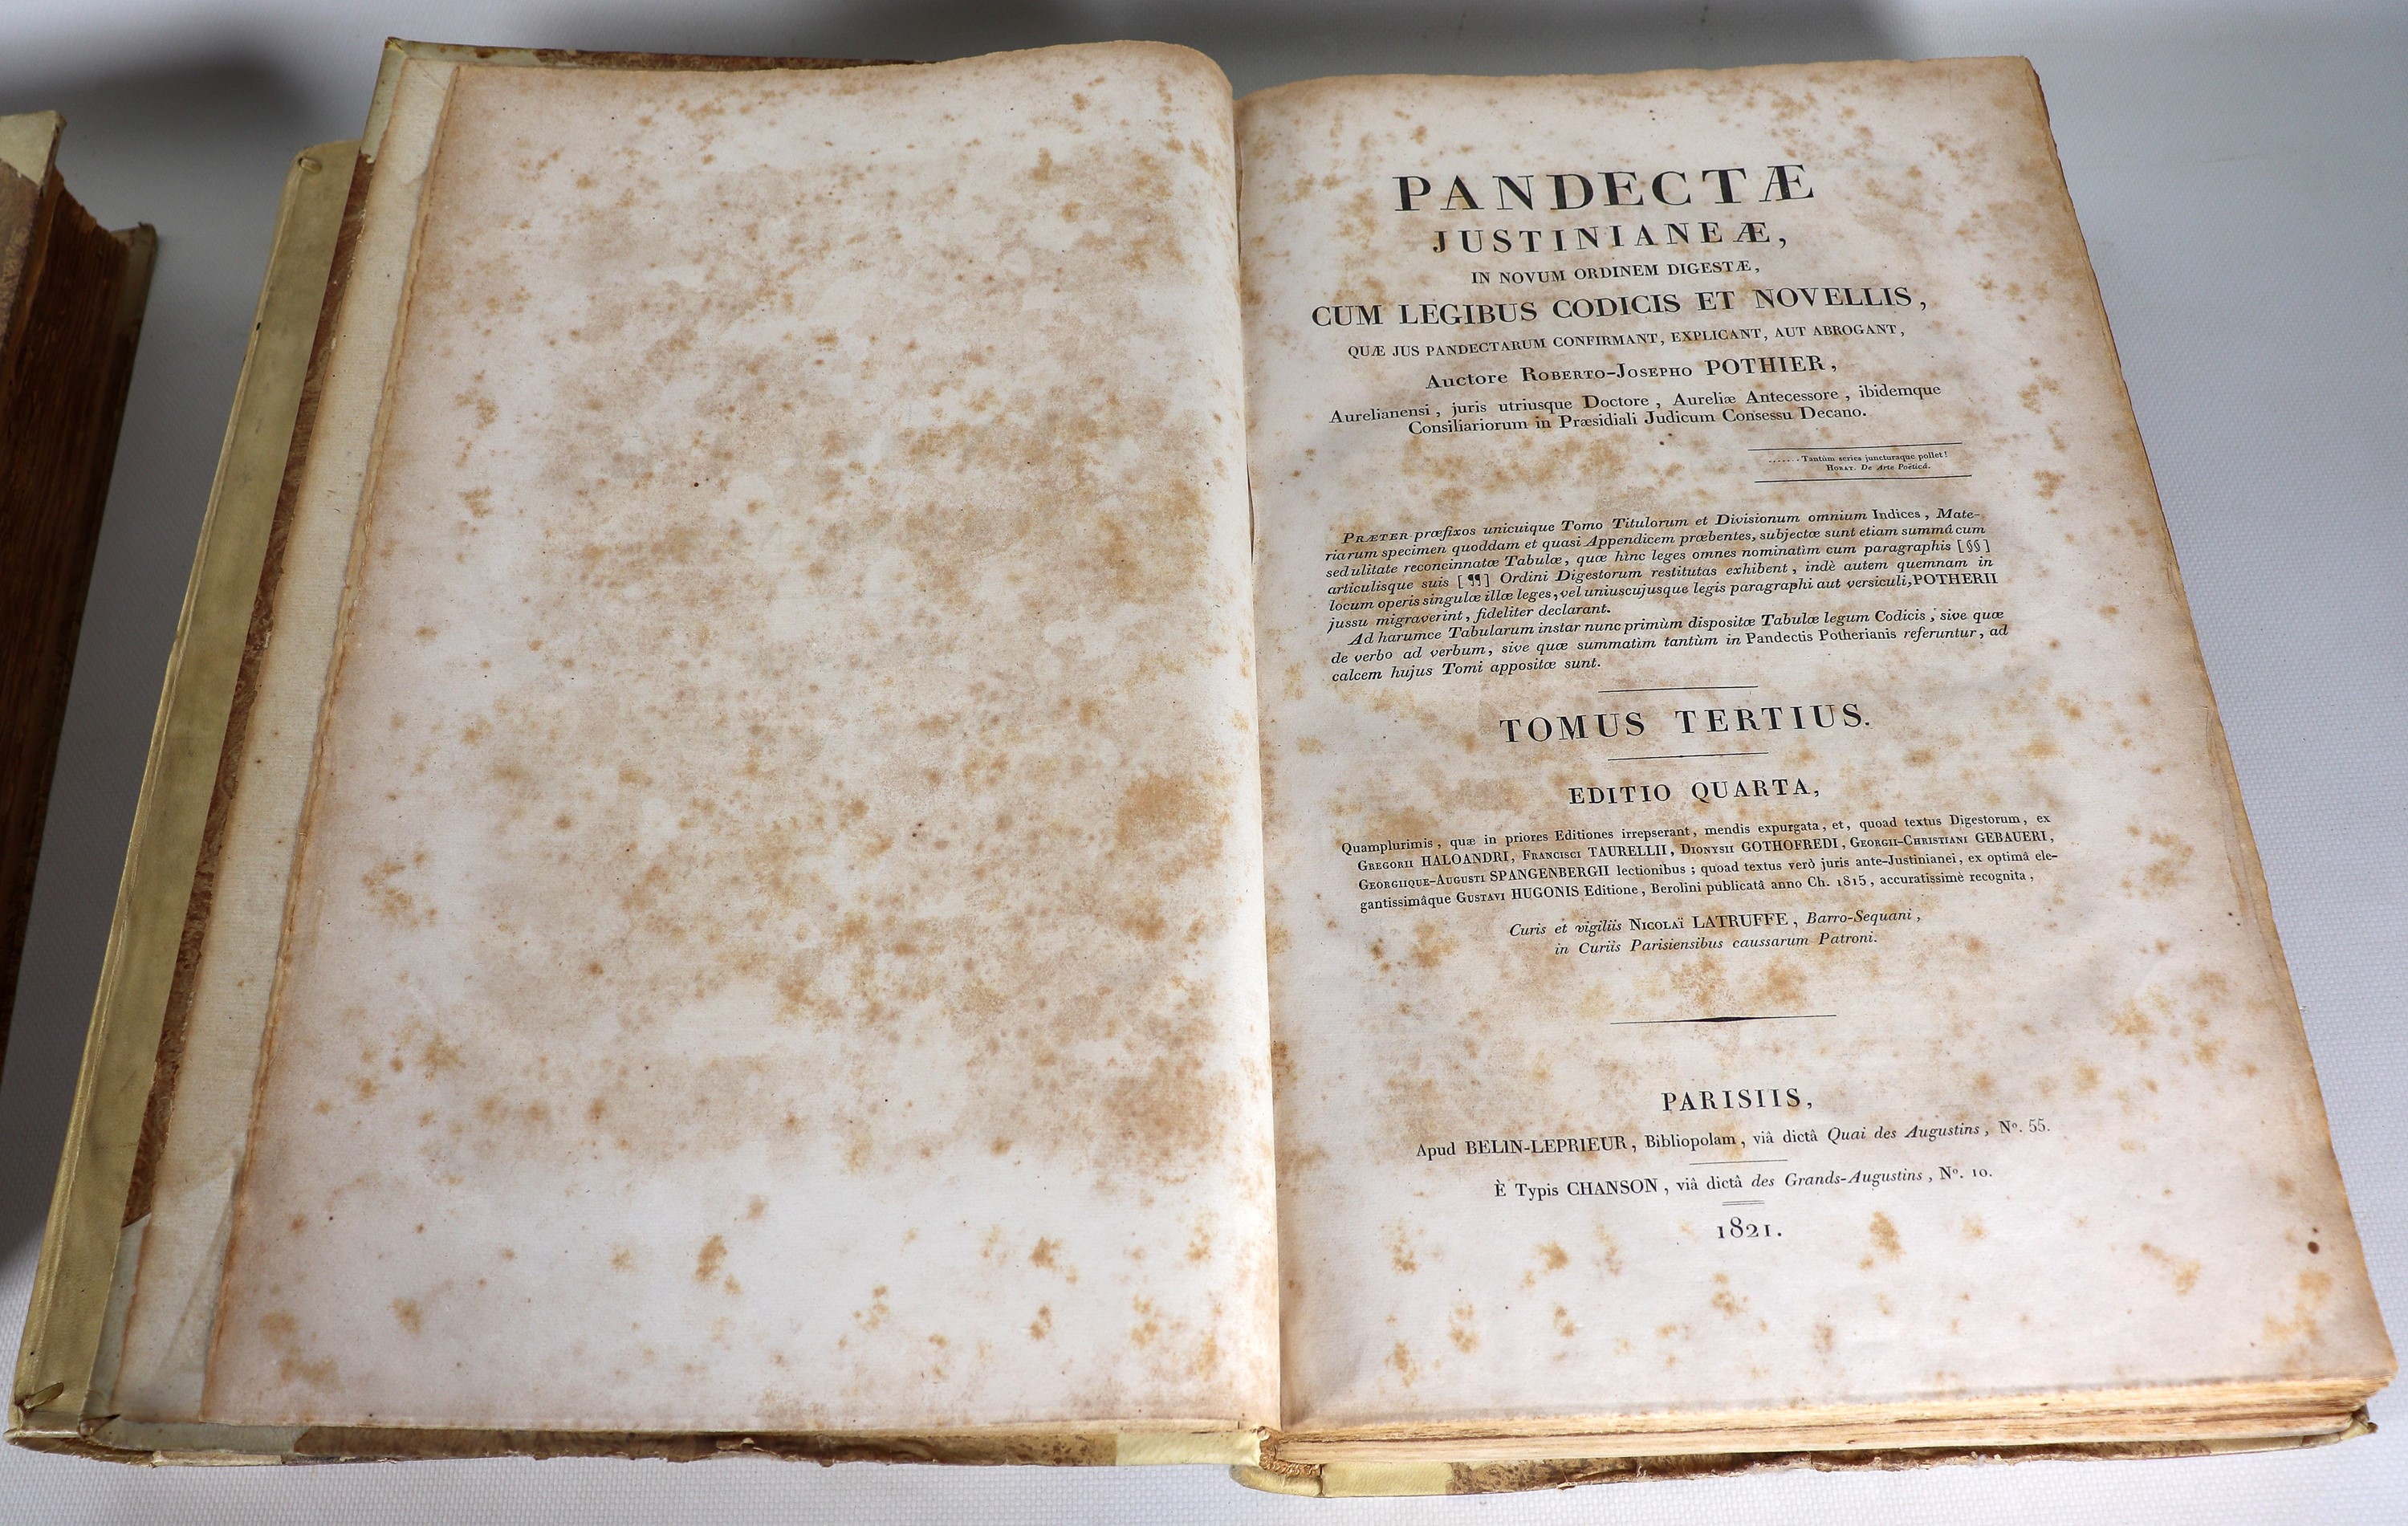 PANDECTÆ
JUSTINIANEÆ,
IN NOVUM ORDINEM DIGESTÆ,
CUM LEGIBUS CODICIS ET NOVELLIS,
QUÆ JUS PANDECTARUM CONFIRMANT, EXPLICANT, AUT ABROGANT,
Auctore ROBERTO-JOSEPHO POTHIER,
Aurelianensi, juris utriusque Doctore, Aureliæ Antecessore, ibidemque
Consiliariorum in Præsidiali Judicum Consessu Decano.
.......Tantùm series juncturaque pollet!
HORAT. De Arte Poëticâ.
PRÆTER præfixos unicuique Tomo Titulorum et Divisionum omnium Indices, Mate-
riarum specimen quoddam et quasi Appendicem præbentes, subjectæ sunt etiam summâ cum
sedulitate reconcinnatæ Tabulæ, quæ hìnc leges omnes nominatìm cum paragraphis [§§]
articulisque suis [¶¶] Ordini Digestorum restitutas exhibent, indè autem quemnam in
locum operis singulæ illæ leges, vel uniuscujusque legis paragraphi aut versiculi, POTHERII
jussu migraverint, fideliter declarant.
Ad harumce Tabularum instar nunc primùm dispositæ Tabulæ legum Codicis, sive quæ
de verbo ad verbum, sive quæ summatìm tantùm in Pandectis Potherianis referuntur, ad
calcem hujus Tomi appositæ sunt.
TOMUS TERTIUS.
EDITIO QUARTA,
Quamplurimis, quæ in priores Editiones irrepserant, mendis expurgata, et, quoad textus Digestorum, ex
GREGORII HALOANDRI, FRANCISCI TAURELLII, DIONYSII GOTHOFREDI, GEORGII-CHRISTIANI GEBAUERI,
GEORGIIQUE-AUGUSTI SPANGENBERGII lectionibus; quoad textus verò juris ante-Justinianei, ex optimâ ele-
gantissimâque GUSTAVI HUGONIS Editione, Berolini publicatâ anno Ch. 1815, accuratissimè recognita,
Curis et vigiliis NICOLAÏ LATRUFFE, Barro-Sequani,
in Curiis Parisiensibus caussarum Patroni.
PARISIIS,
Apud BELIN-LEPRIEUR, Bibliopolam, viâ dictâ Quai des Augustins, Nº. 55.
È Typis CHANSON, viâ dictâ des Grands-Augustins, Nº. 10.
1821.